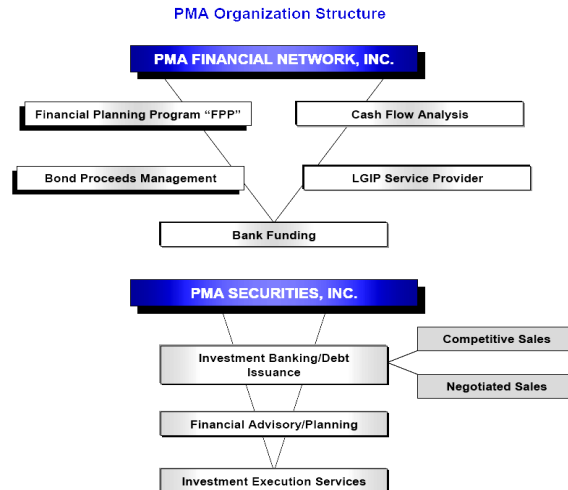 PMA Organization Structure
PMA FINANCIAL NETWORK, INC.
Financial Planning Program “FPP”
Cash Flow Analysis
Bond Proceeds Management
LGIP Service Provider
Bank Funding
PMA SECURITIES, INC.
Investment Banking/Debt
Issuance
Competitive Sales
Negotiated Sales
Financial Advisory/Planning
Investment Execution Services